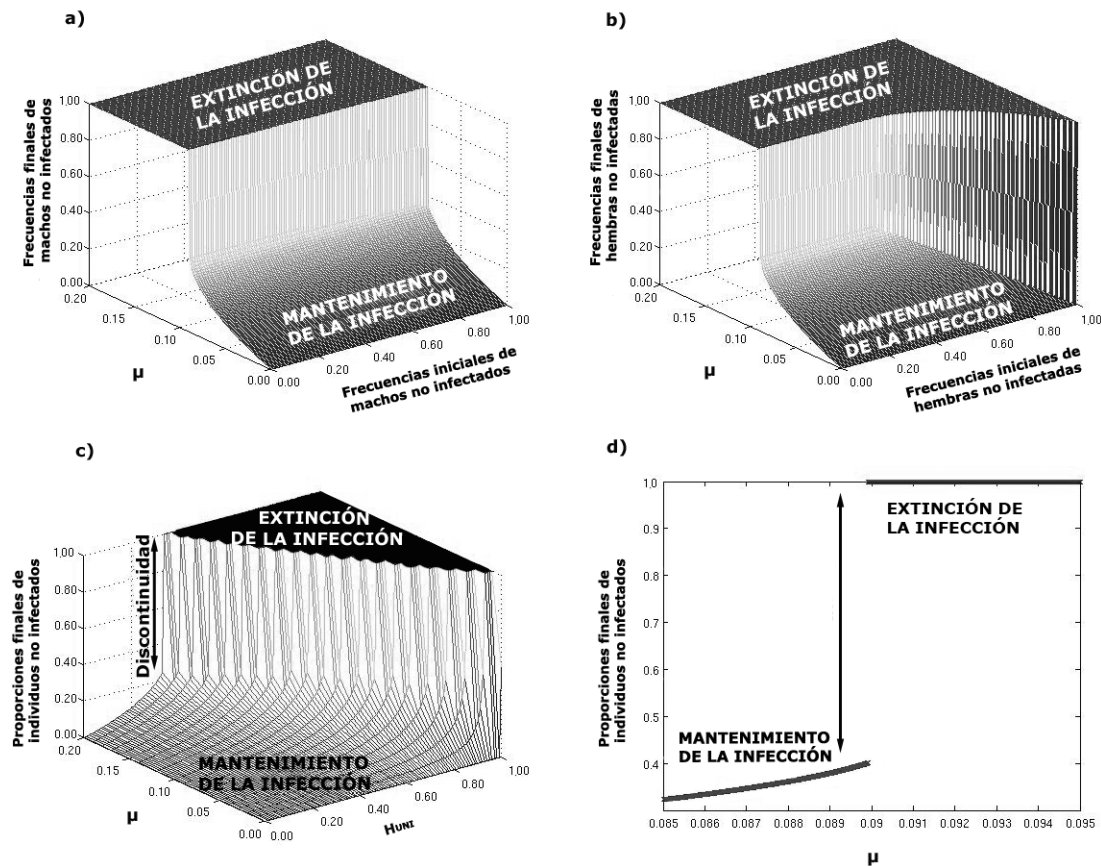 a)
EXTINCIÓN DE
LA INFECCIÓN
Frecuencias finales de
machos no infectados
1.00
0.80
0.60
0.40
0.20
0.00
0.20
0.15
0.10
0.05
0.00
μ
MANTENIMIENTO
DE LA INFECCIÓN
0.00
0.20
0.40
0.60
0.80
1.00
Frecuencias iniciales de
machos no infectados
b)
EXTINCIÓN DE
LA INFECCIÓN
Frecuencias finales de
hembras no infectadas
1.00
0.80
0.60
0.40
0.20
0.00
0.20
0.15
0.10
0.05
0.00
μ
MANTENIMIENTO
DE LA INFECCIÓN
0.00
0.20
0.40
0.60
0.80
1.00
Frecuencias iniciales de
hembras no infectadas
c)
EXTINCIÓN
DE LA INFECCIÓN
Discontinuidad
Proporciones finales de
individuos no infectados
1.00
0.80
0.60
0.40
0.20
0.00
0.20
0.15
0.10
0.05
0.00
μ
MANTENIMIENTO
DE LA INFECCIÓN
0.00
0.20
0.40
0.60
0.80
1.00
HUNI
d)
Proporciones finales de
individuos no infectados
1.0
0.9
0.8
0.7
0.6
0.5
0.4
EXTINCIÓN DE
LA INFECCIÓN
MANTENIMIENTO
DE LA INFECCIÓN
0.085
0.086
0.087
0.088
0.089
0.09
0.091
0.092
0.093
0.094
0.095
μ